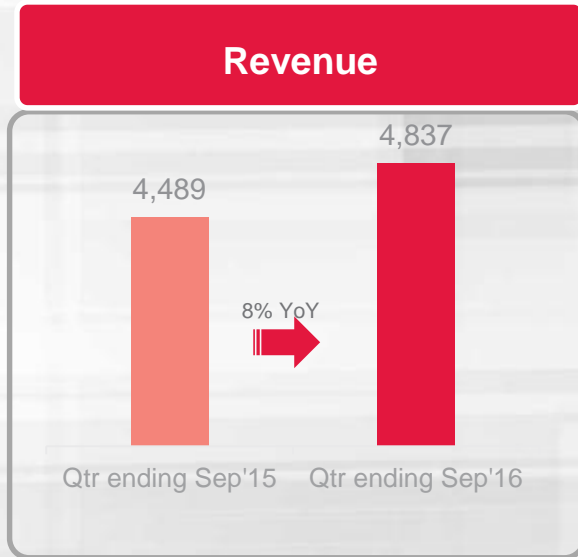 Revenue
4,837
4,489
8% YoY
Qtr ending Sep'15 Qtr ending Sep'16